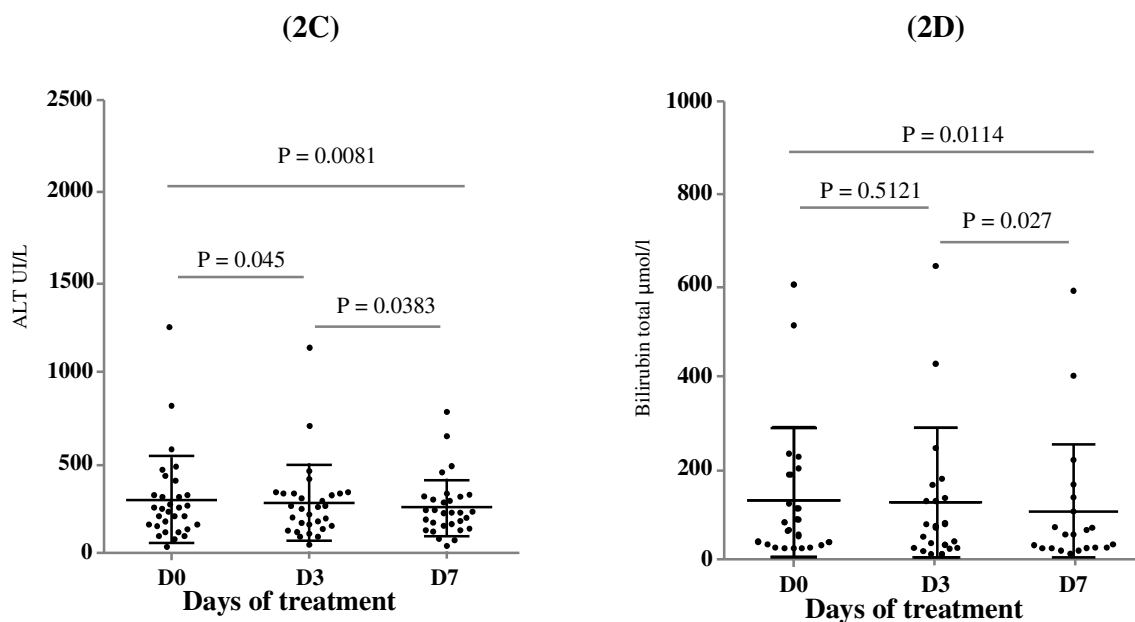 (2C)
2500
2000
1500
1000
500
0
ALT UI/L
P = 0.0081
P = 0.045
P = 0.0383
D0
D3
D7
Days of treatment
(2D)
1000
800
600
400
200
0
Bilirubin total µmol/l
P = 0.0114
P = 0.5121
P = 0.027
D0
D3
D7
Days of treatment